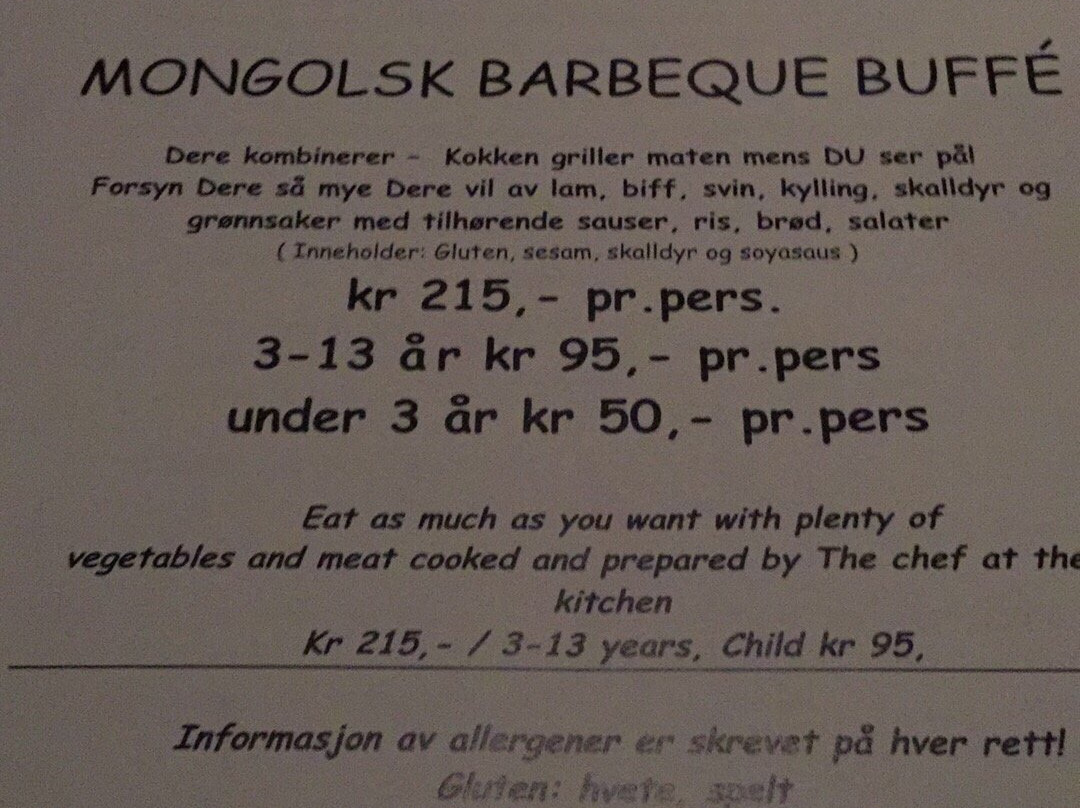 MONGOLSK BARBEQUE BUFFÉ
Dere kombinerer - Kokken griller maten mens DU ser på!
Forsyn Dere så mye Dere vil av lam, biff, svin, kylling, skalldyr og
grønnsaker med tilhørende sauser, ris, brød, salater
( Inneholder: Gluten, sesam, skalldyr og soyasaus )
kr 215,- pr.pers.
3-13 år kr 95,- pr.pers
under 3 år kr 50,- pr.pers
Eat as much as you want with plenty of
vegetables and meat cooked and prepared by The chef at the
kitchen
Kr 215,- / 3-13 years, Child kr 95,
Informasjon av allergener er skrevet på hver rett!
Gluten: hvete, spelt